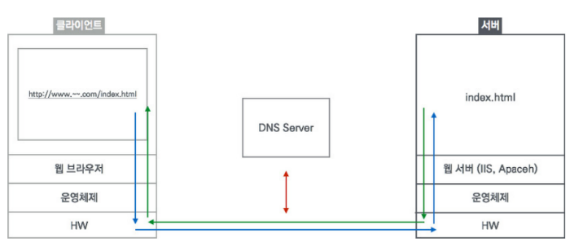 클라이언트
http://www.~~.com/index.html
웹 브라우저
운영체제
HW
DNS Server
서버
index.html
웹 서버 (IIS, Apaceh)
운영체제
HW